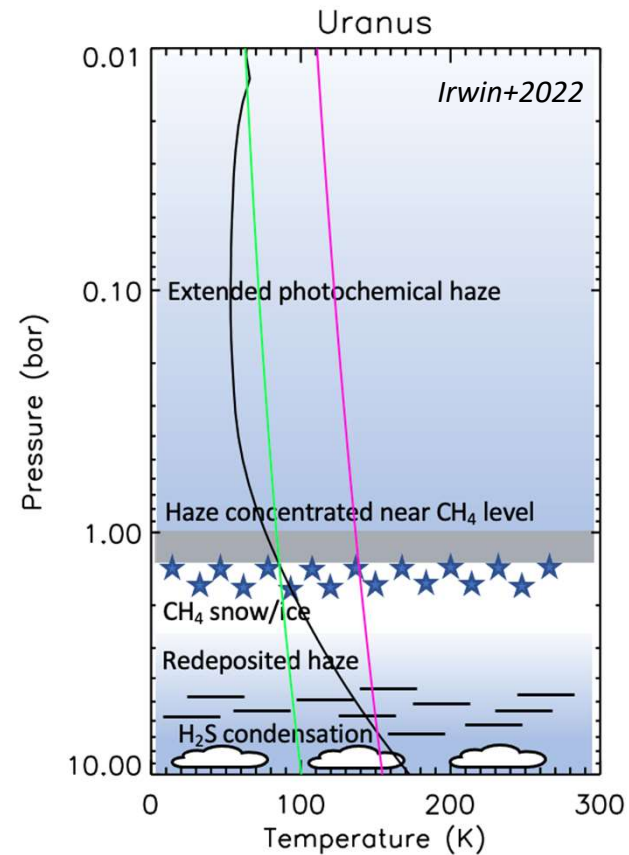 Uranus
Irwin+2022
0.01
0.10
1.00
10.00
Pressure (bar)
Extended photochemical haze
Haze concentrated near CH₄ level
CH₄ snow/ice
Redeposited haze
H₂S condensation
0
100
200
300
Temperature (K)